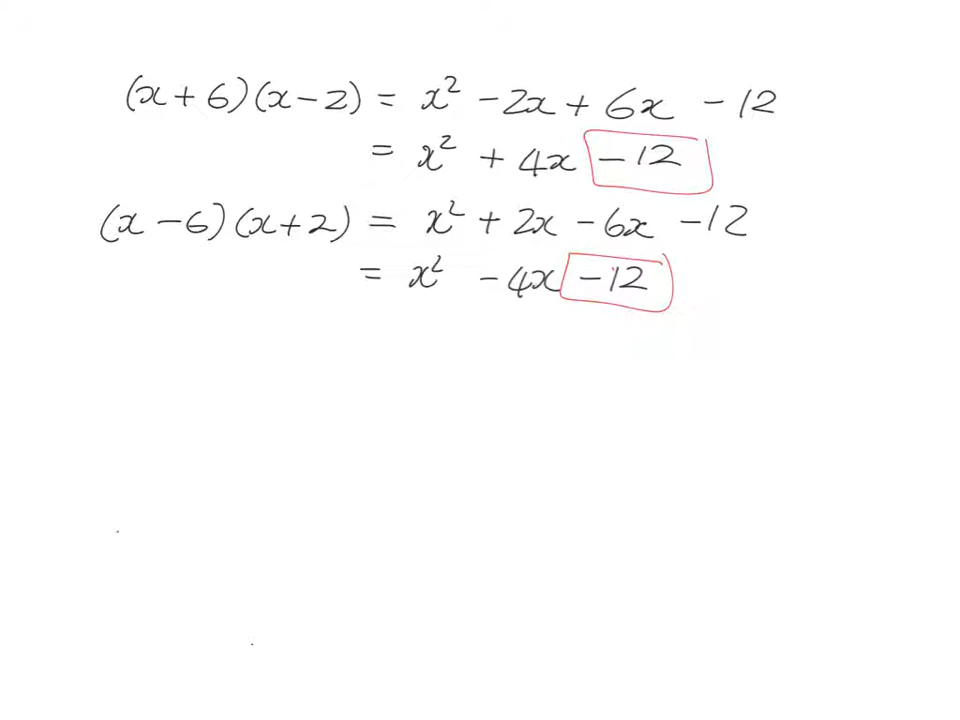 (x+6)(x-2) = x² -2x + 6x -12
= x² + 4x -12
(x-6)(x+2) = x² + 2x - 6x -12
= x² - 4x -12